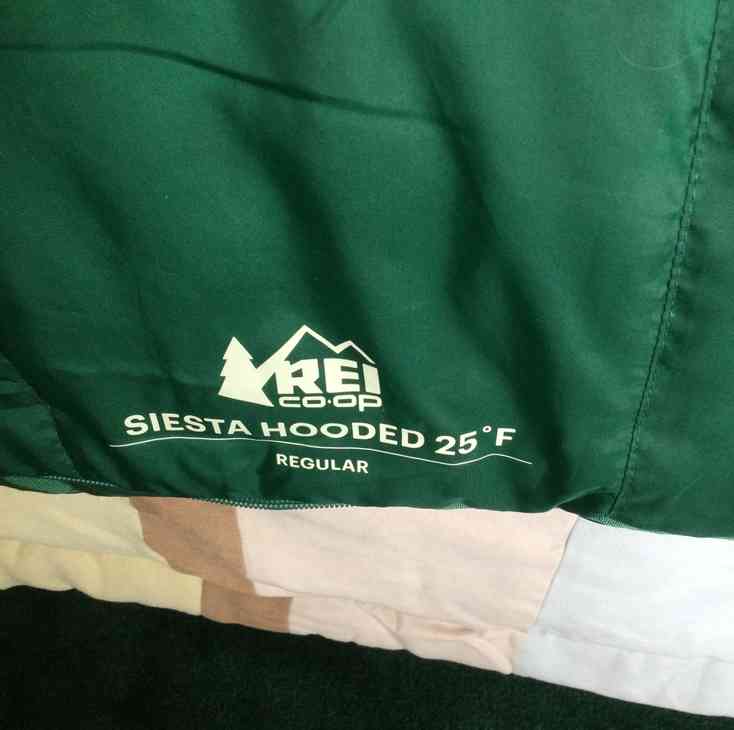 REI
CO·OP
SIESTA HOODED 25°F
REGULAR